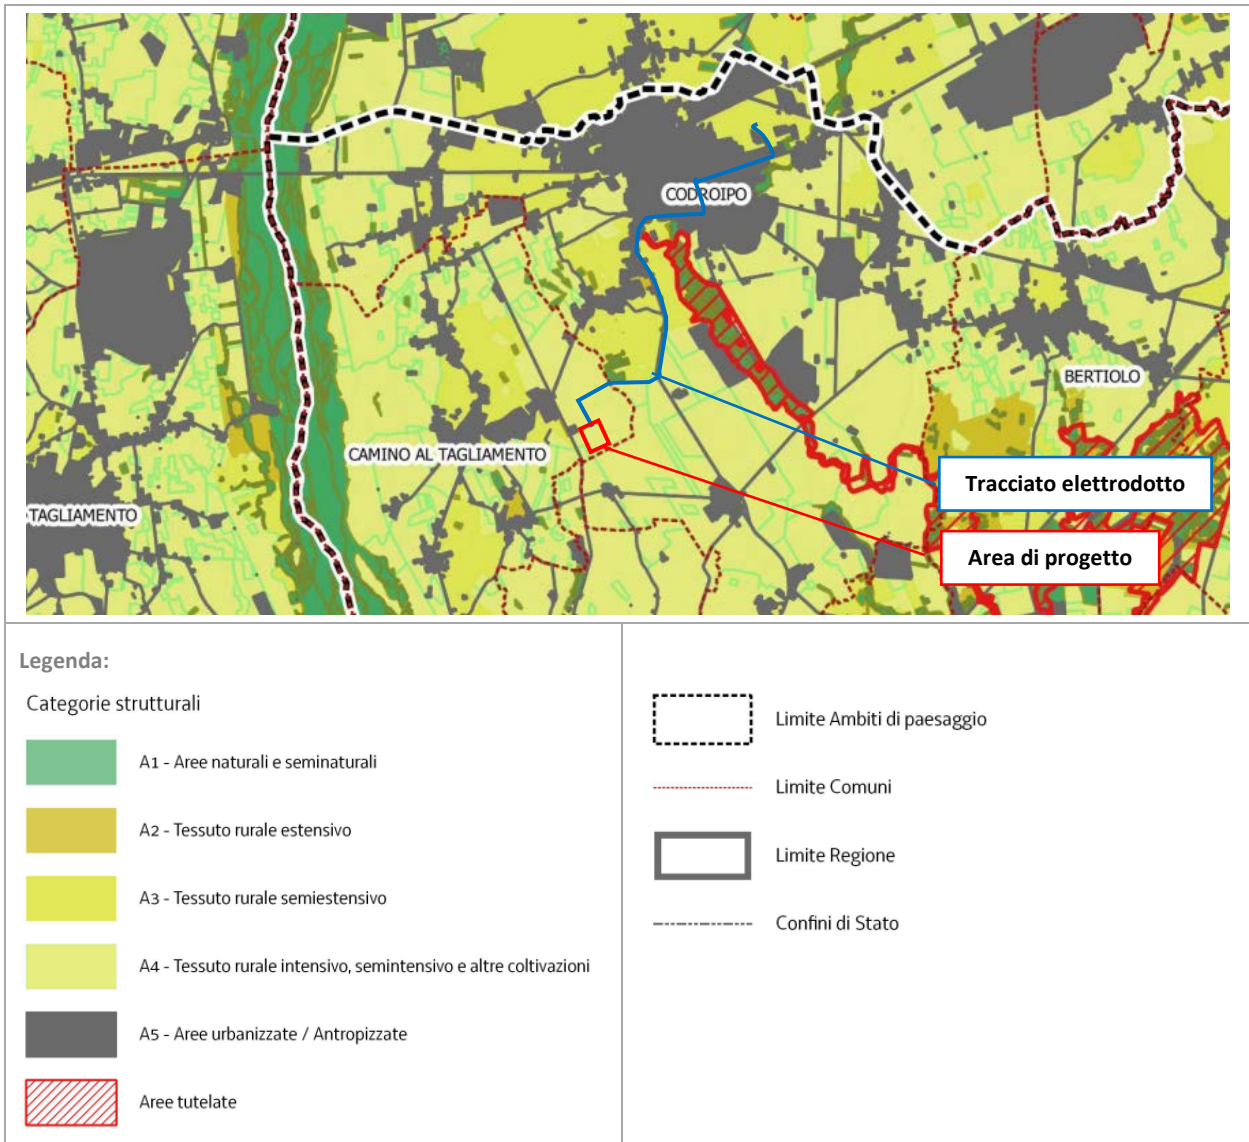 CODROIPO
BERTIOLO
CAMINO AL TAGLIAMENTO
TAGLIAMENTO
Tracciato elettrodotto
Area di progetto
Legenda:
Categorie strutturali
A1 - Aree naturali e seminaturali
A2 - Tessuto rurale estensivo
A3 - Tessuto rurale semiestensivo
A4 - Tessuto rurale intensivo, semintensivo e altre coltivazioni
A5 - Aree urbanizzate / Antropizzate
Aree tutelate
Limite Ambiti di paesaggio
Limite Comuni
Limite Regione
Confini di Stato